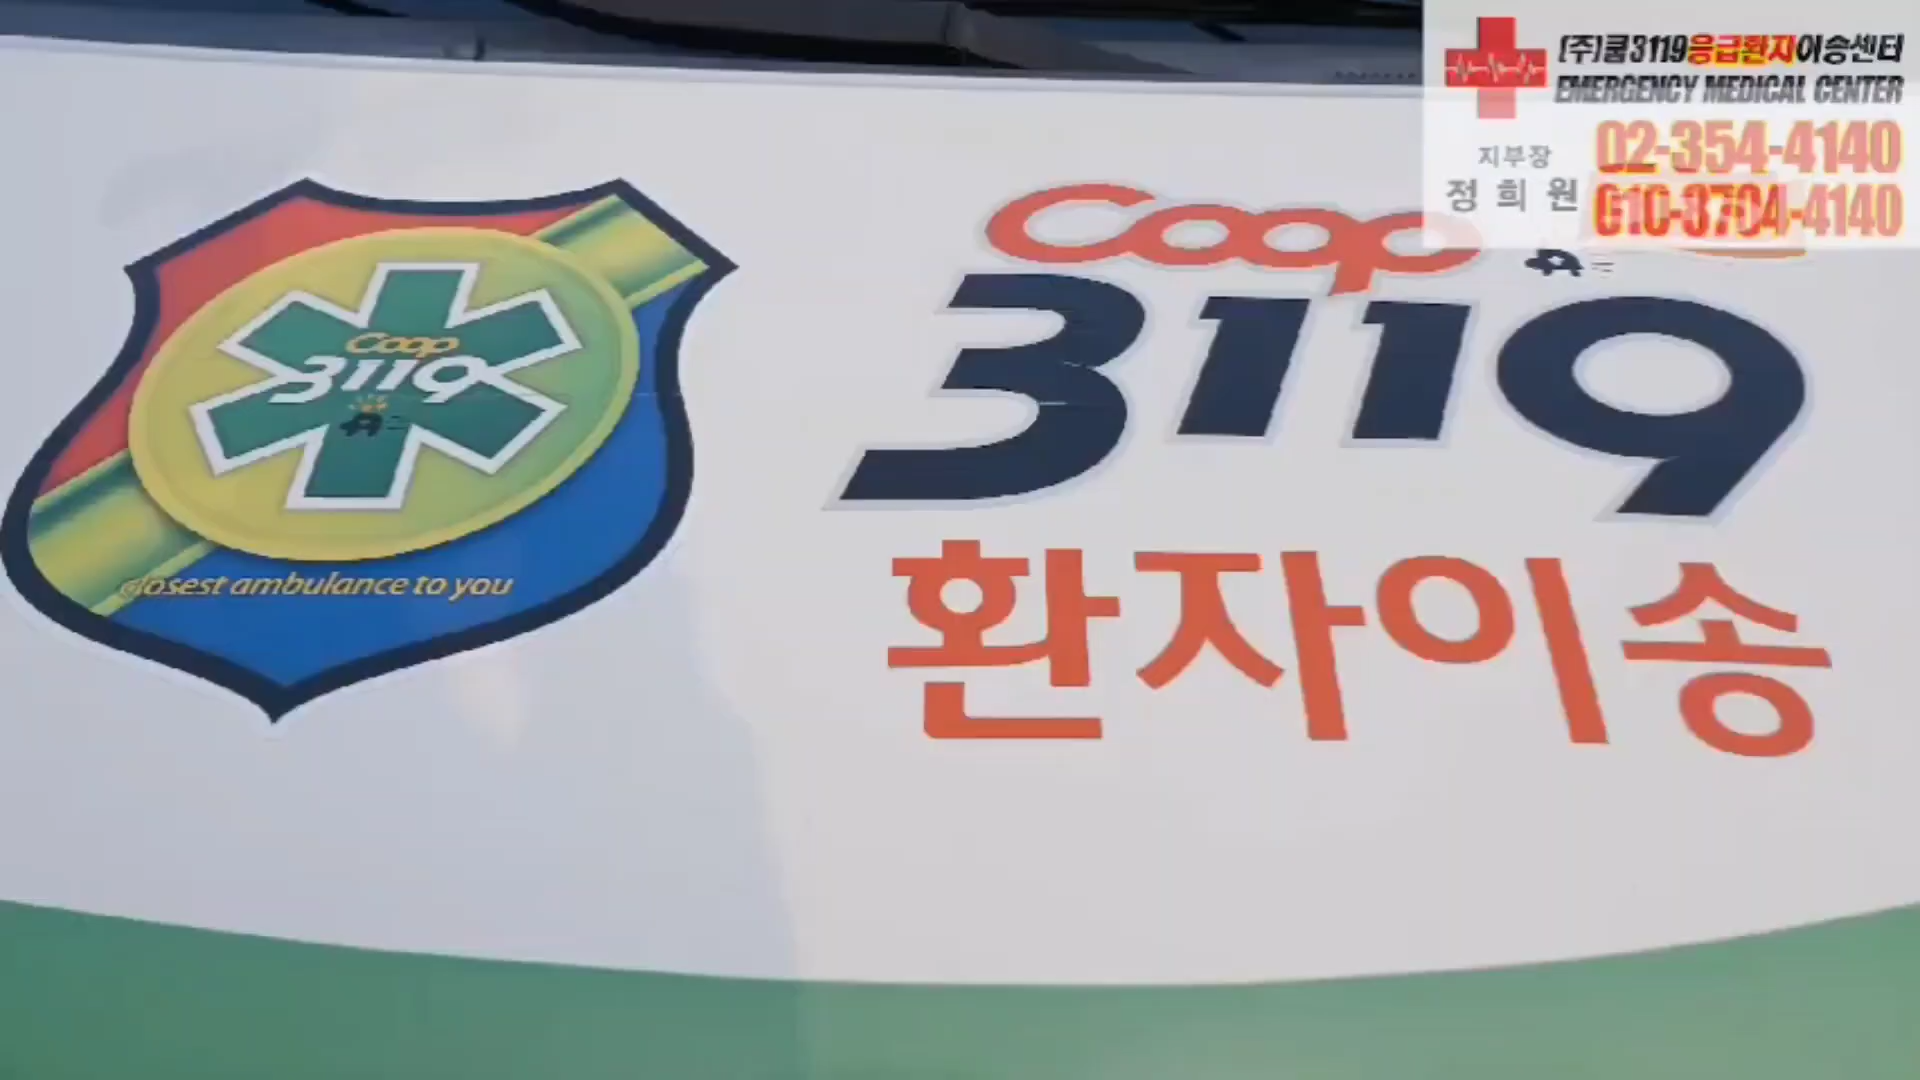 (주)쿱3119응급환자이송센터
EMERGENCY MEDICAL CENTER
지부장
정희원
02-354-4140
010-3704-4140
Coop
3119
환자이송
Coop
3119
closest ambulance to you